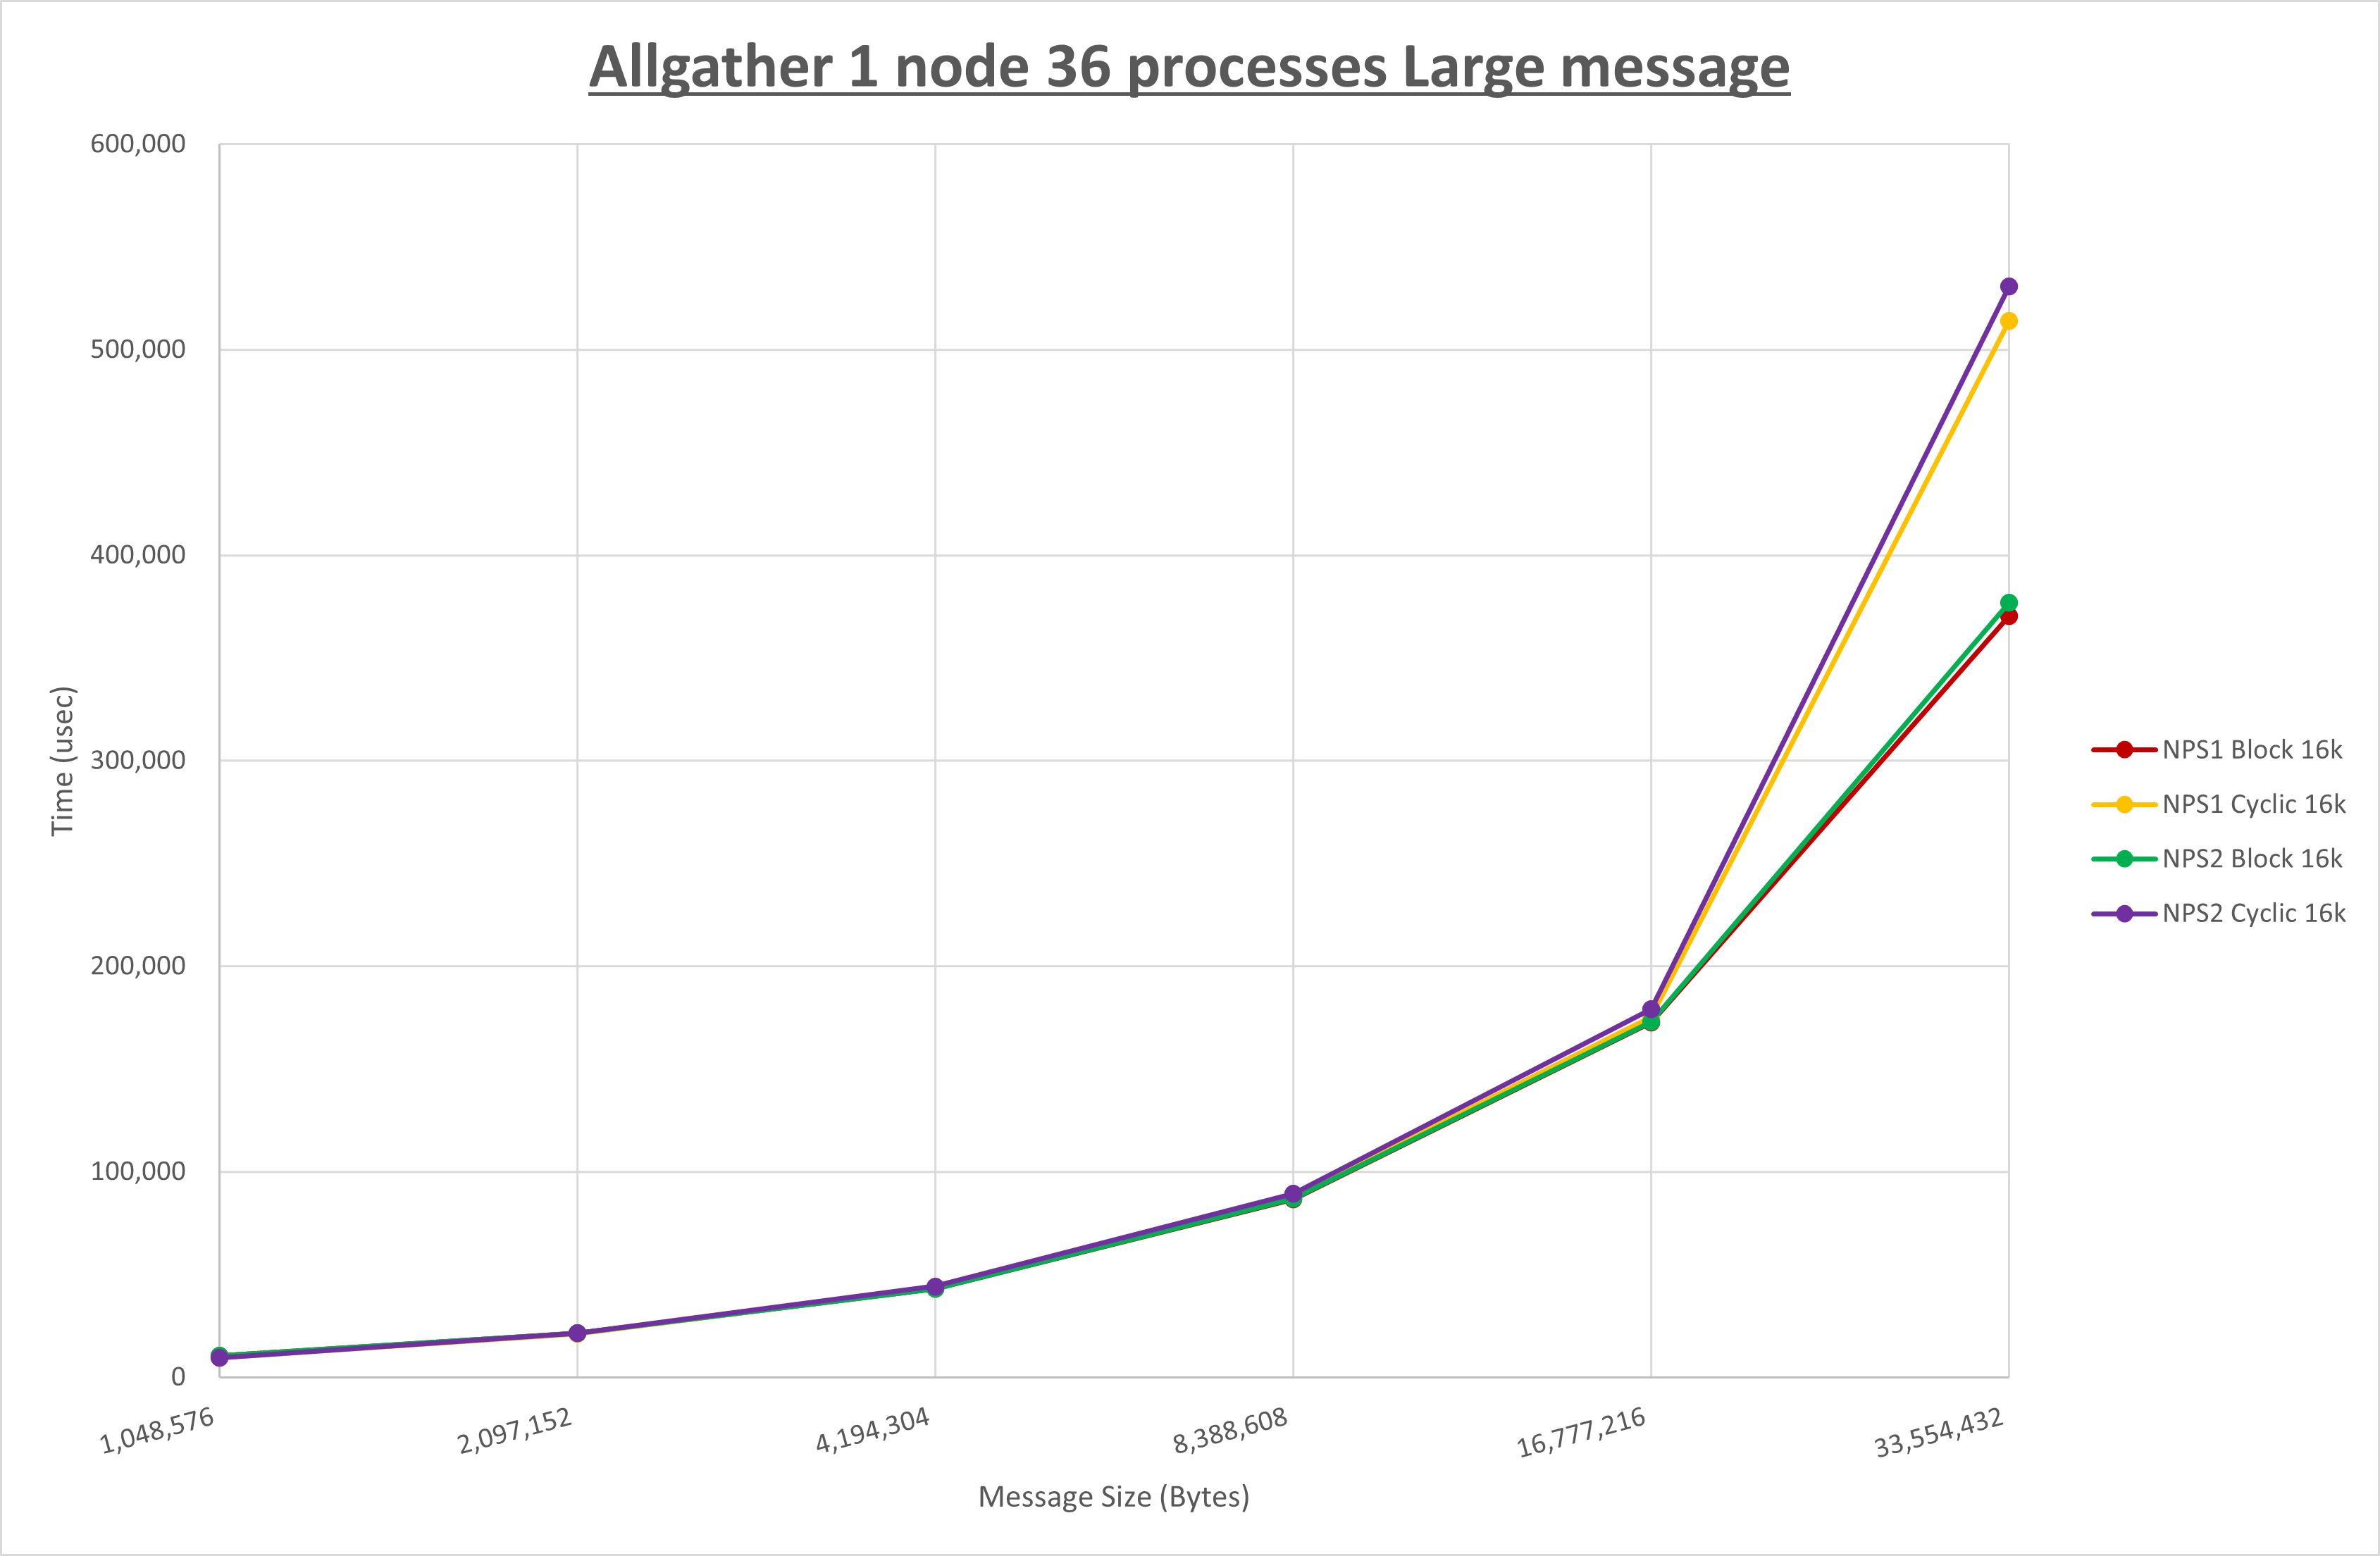 Allgather 1 node 36 processes Large message
600,000
500,000
400,000
300,000
200,000
100,000
0
Time (usec)
1,048,576
2,097,152
4,194,304
8,388,608
16,777,216
33,554,432
Message Size (Bytes)
NPS1 Block 16k
NPS1 Cyclic 16k
NPS2 Block 16k
NPS2 Cyclic 16k